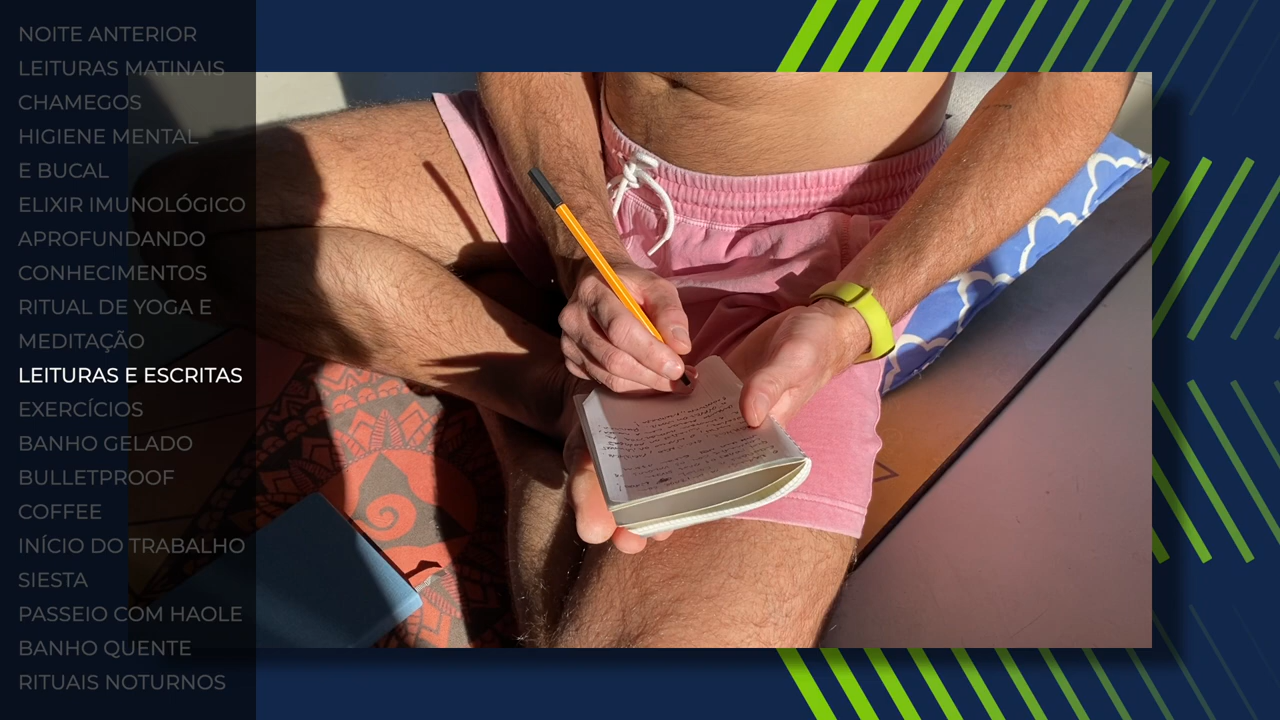 NOITE ANTERIOR
LEITURAS MATINAIS
CHAMEGOS
HIGIENE MENTAL
E BUCAL
ELIXIR IMUNOLÓGICO
APROFUNDANDO
CONHECIMENTOS
RITUAL DE YOGA E
MEDITAÇÃO
LEITURAS E ESCRITAS
EXERCÍCIOS
BANHO GELADO
BULLETPROOF
COFFEE
INÍCIO DO TRABALHO
SIESTA
PASSEIO COM HAOLE
BANHO QUENTE
RITUAIS NOTURNOS